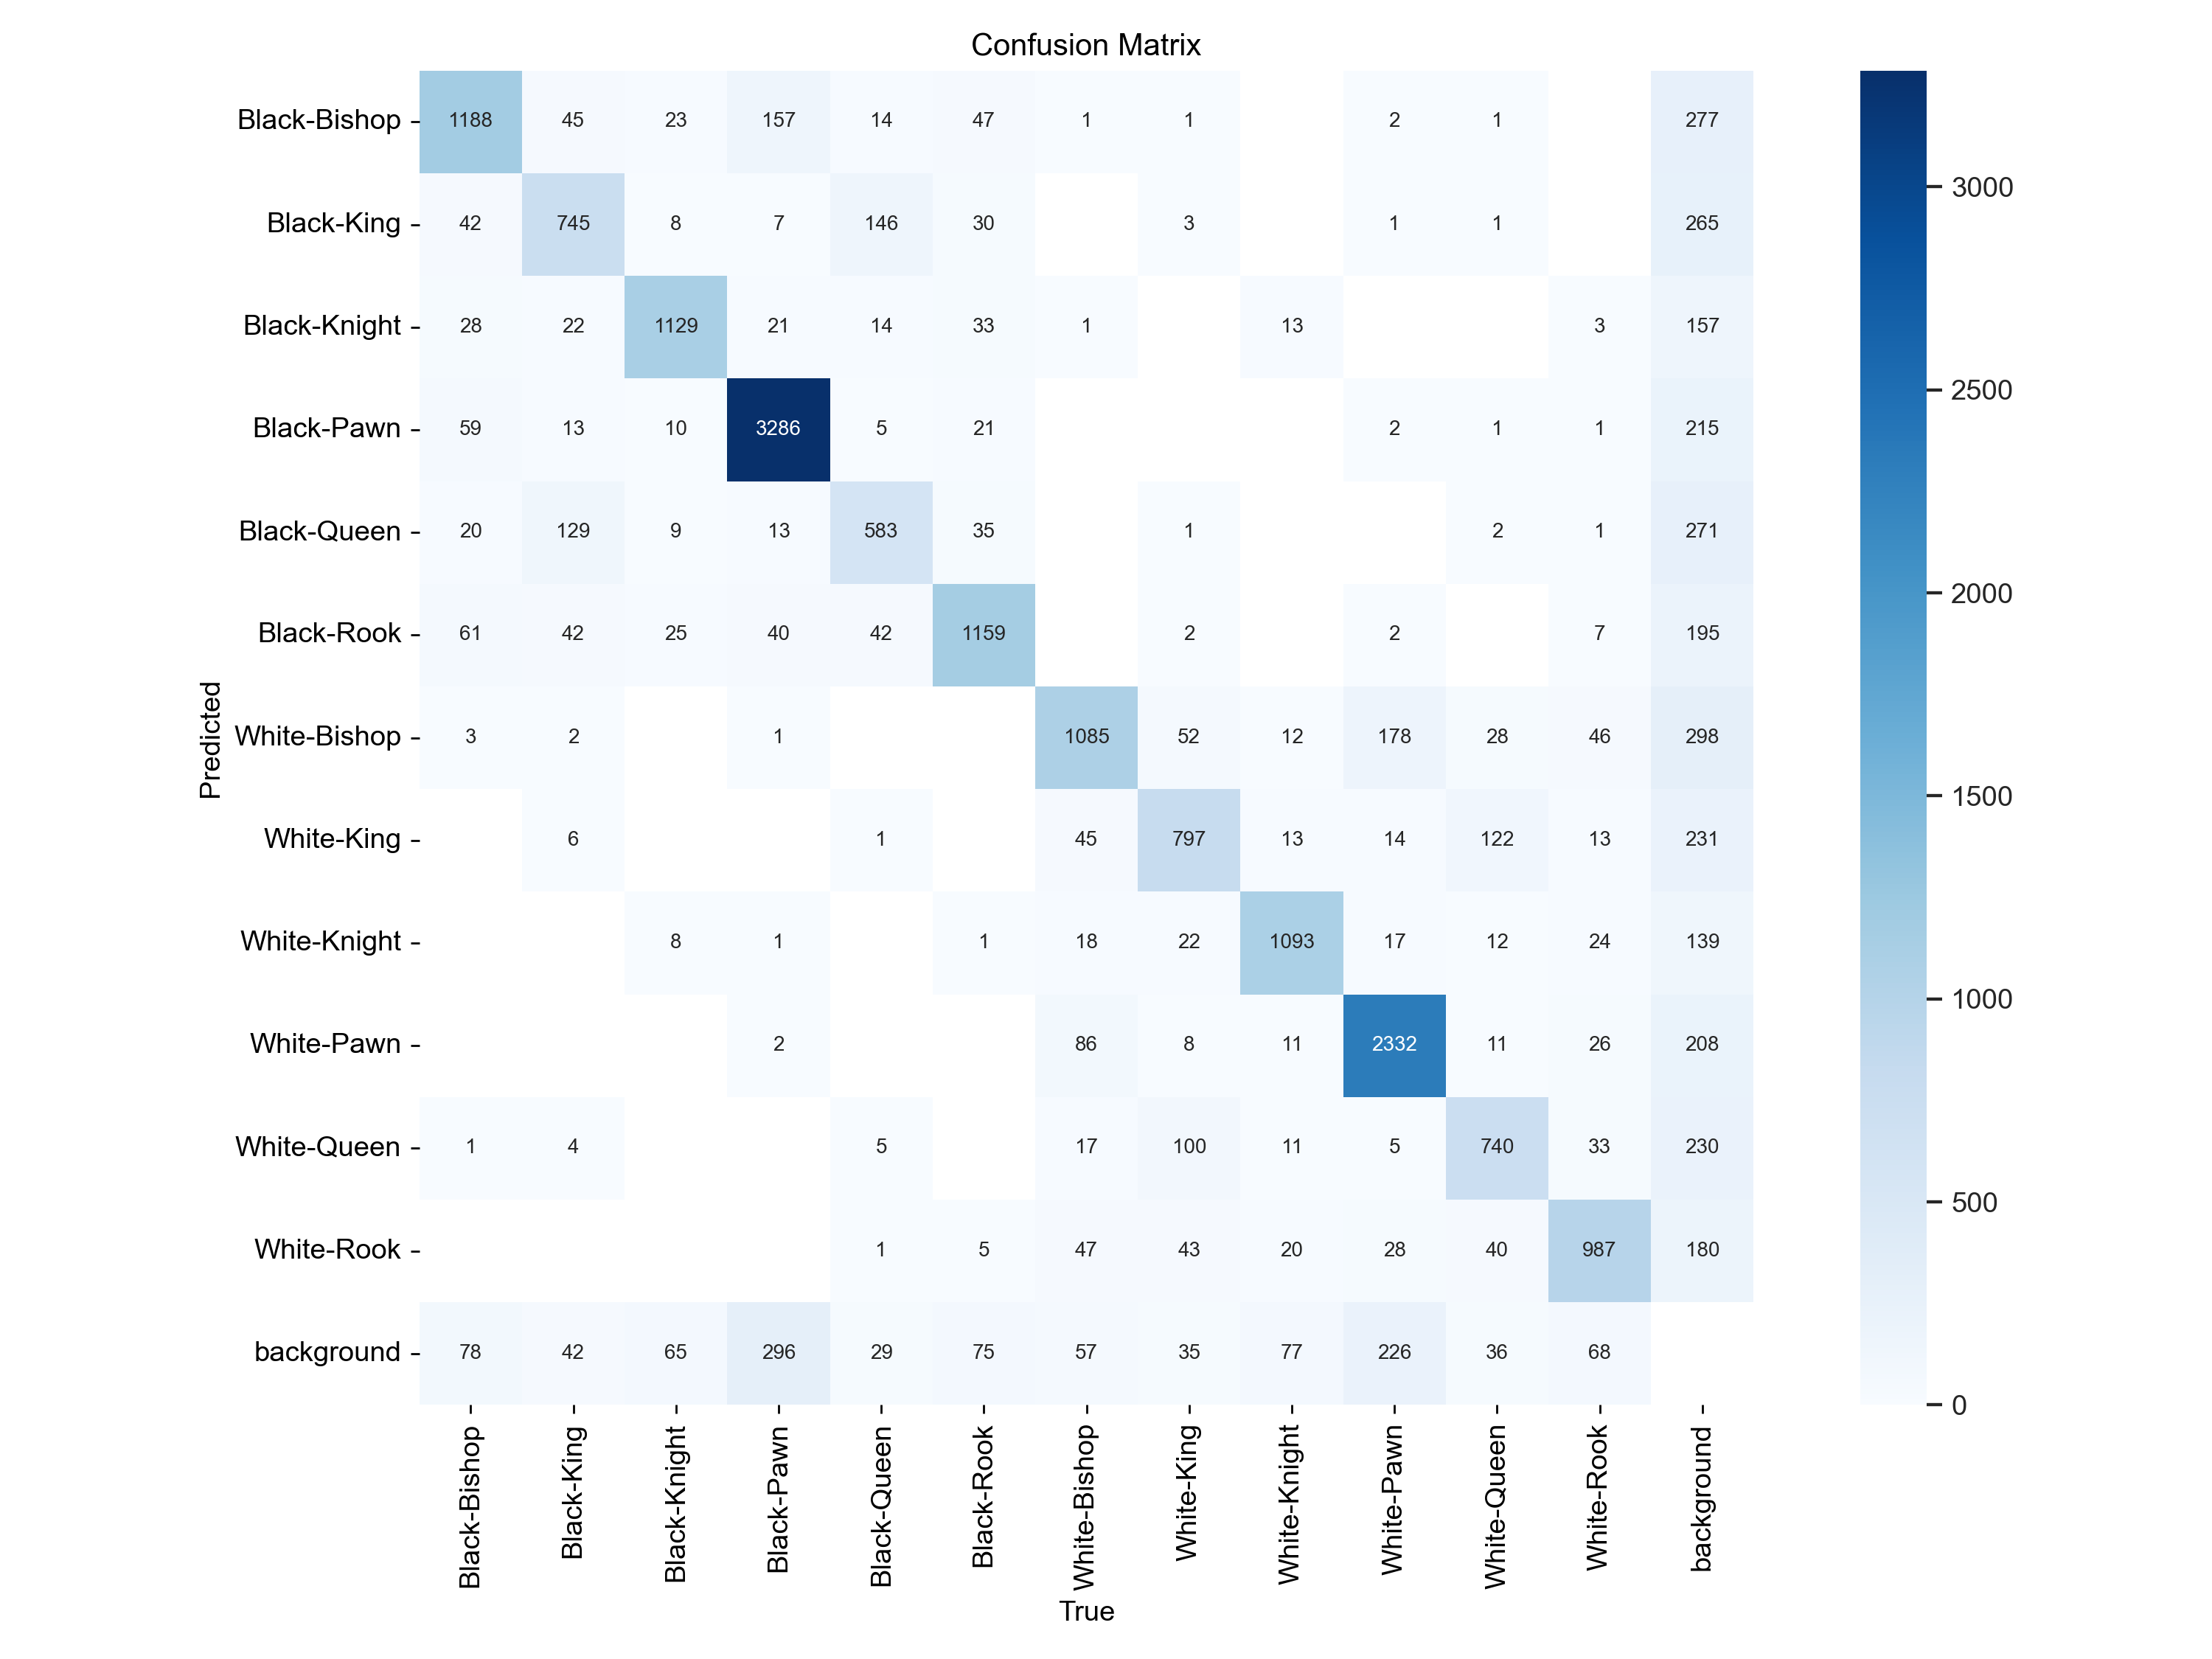 Confusion Matrix
Black-Bishop 1188 45 23 157 14 47 1 1 2 1 277
Black-King 42 745 8 7 146 30 3 1 1 265
Black-Knight 28 22 1129 21 14 33 1 13 3 157
Black-Pawn 59 13 10 3286 5 21 2 1 1 215
Black-Queen 20 129 9 13 583 35 1 2 1 271
Black-Rook 61 42 25 40 42 1159 2 2 7 195
White-Bishop 3 2 1 1085 52 12 178 28 46 298
White-King 6 1 45 797 13 14 122 13 231
White-Knight 8 1 1 18 22 1093 17 12 24 139
White-Pawn 2 86 8 11 2332 11 26 208
White-Queen 1 4 5 17 100 11 5 740 33 230
White-Rook 1 5 47 43 20 28 40 987 180
background 78 42 65 296 29 75 57 35 77 226 36 68
Predicted
Black-Bishop
Black-King
Black-Knight
Black-Pawn
Black-Queen
Black-Rook
White-Bishop
White-King
White-Knight
White-Pawn
White-Queen
White-Rook
background
True
3000
2500
2000
1500
1000
500
0